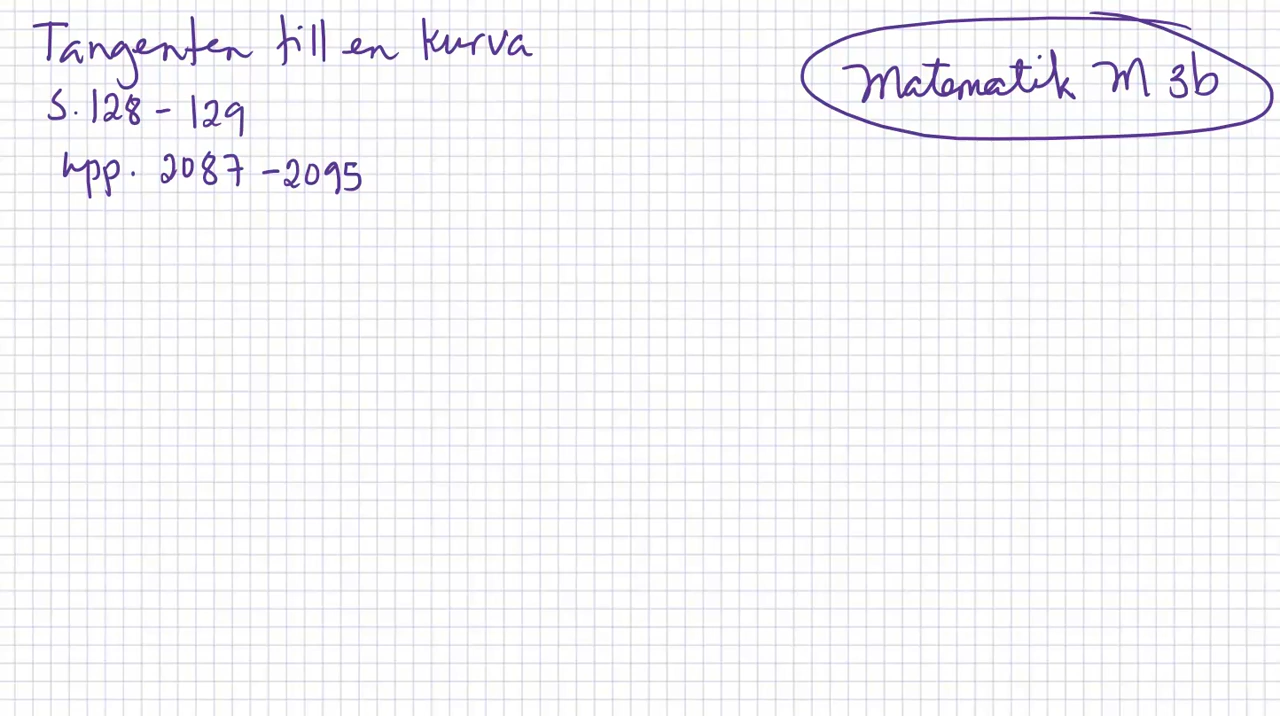 Tangenten till en kurva
Matematik M 3b
S. 128 - 129
upp. 2087 - 2095